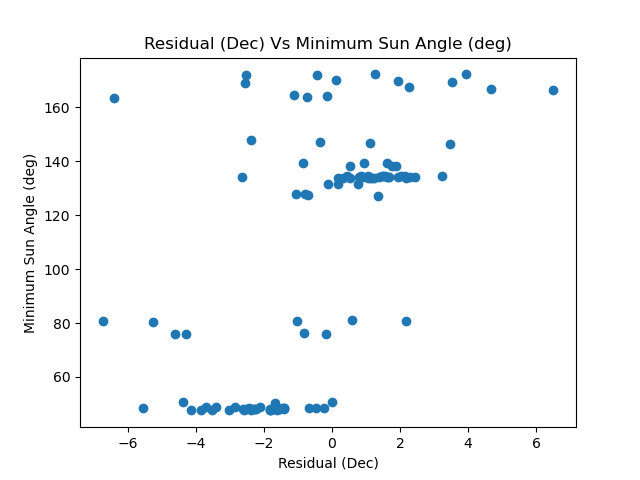 Residual (Dec) Vs Minimum Sun Angle (deg)
Minimum Sun Angle (deg)
160
140
120
100
80
60
−6 −4 −2 0 2 4 6
Residual (Dec)